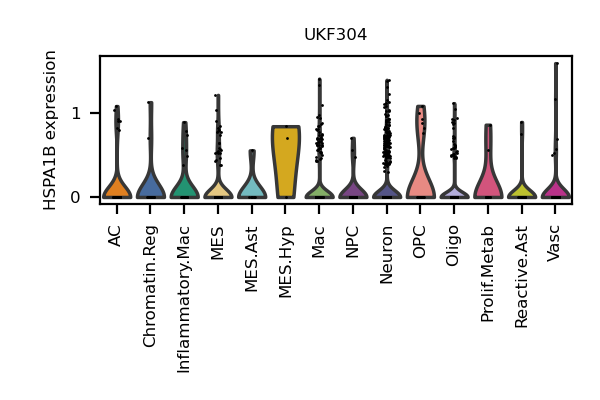 UKF304
HSPA1B expression
1
0
AC
Chromatin.Reg
Inflammatory.Mac
MES
MES.Ast
MES.Hyp
Mac
NPC
Neuron
OPC
Oligo
Prolif.Metab
Reactive.Ast
Vasc